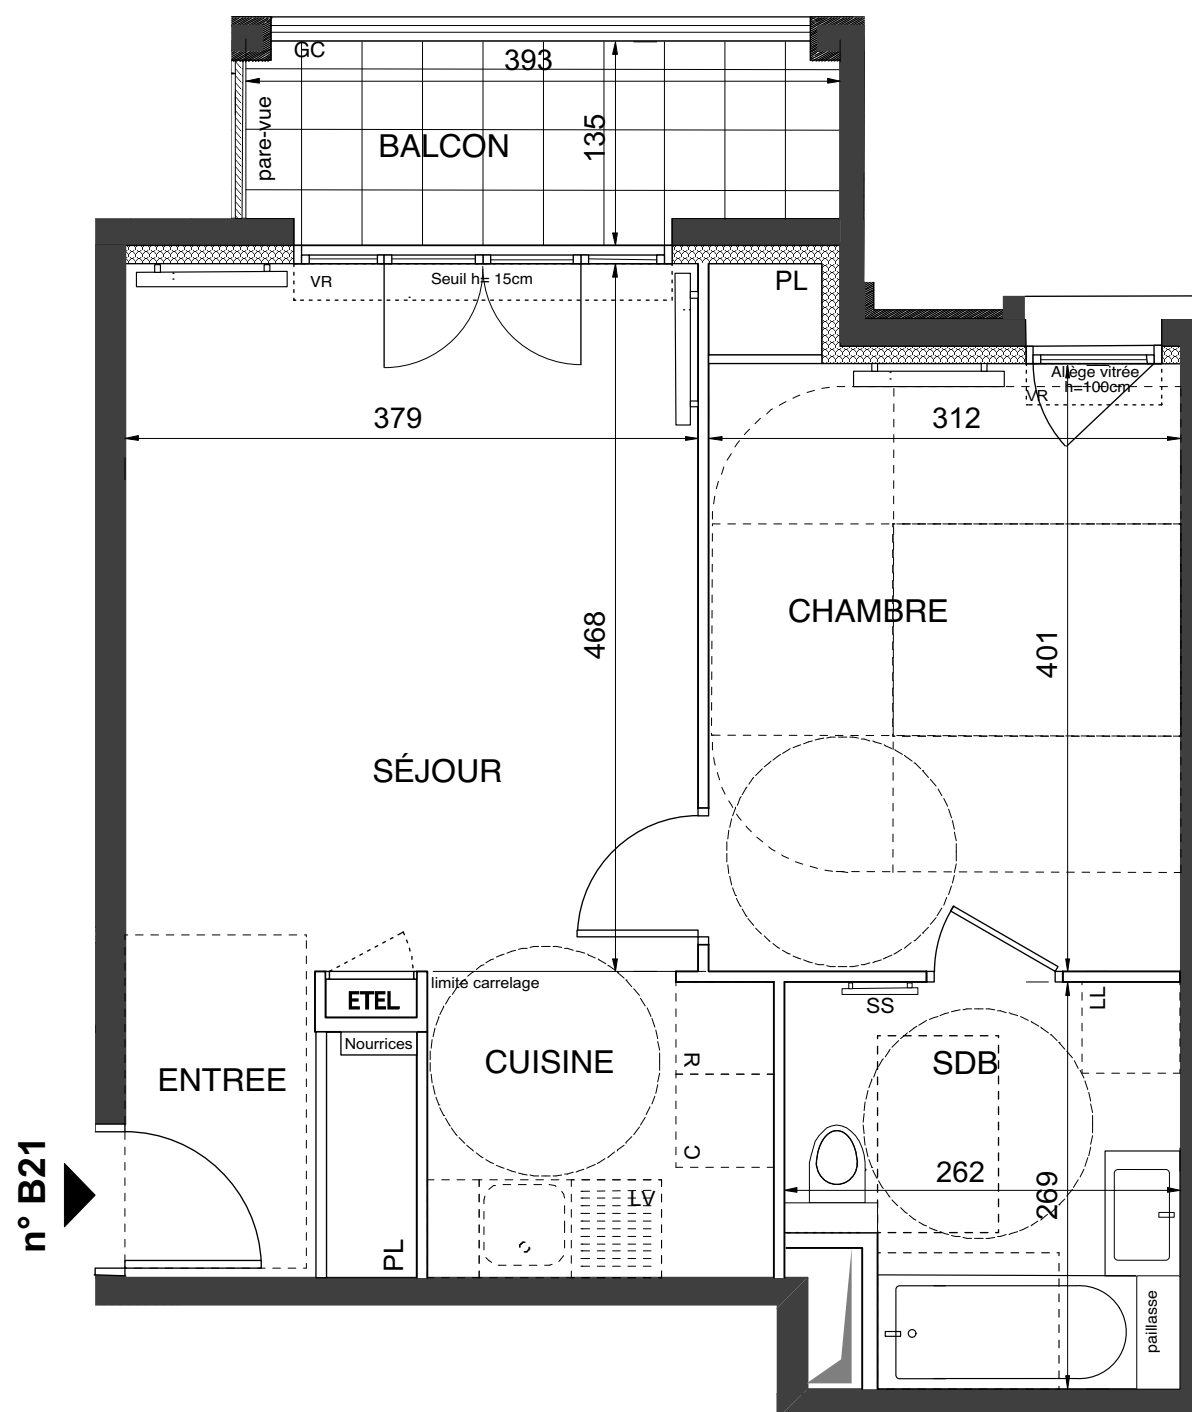 GC
393
pare-vue
BALCON
135
VR
Seuil h= 15cm
PL
Allège vitrée
h=100cm
VR
379
312
468
CHAMBRE
401
SÉJOUR
limite carrelage
ETEL
SS
LL
Nourrices
CUISINE
R
SDB
ENTREE
C
n° B21
262
269
LV
PL
paillasse